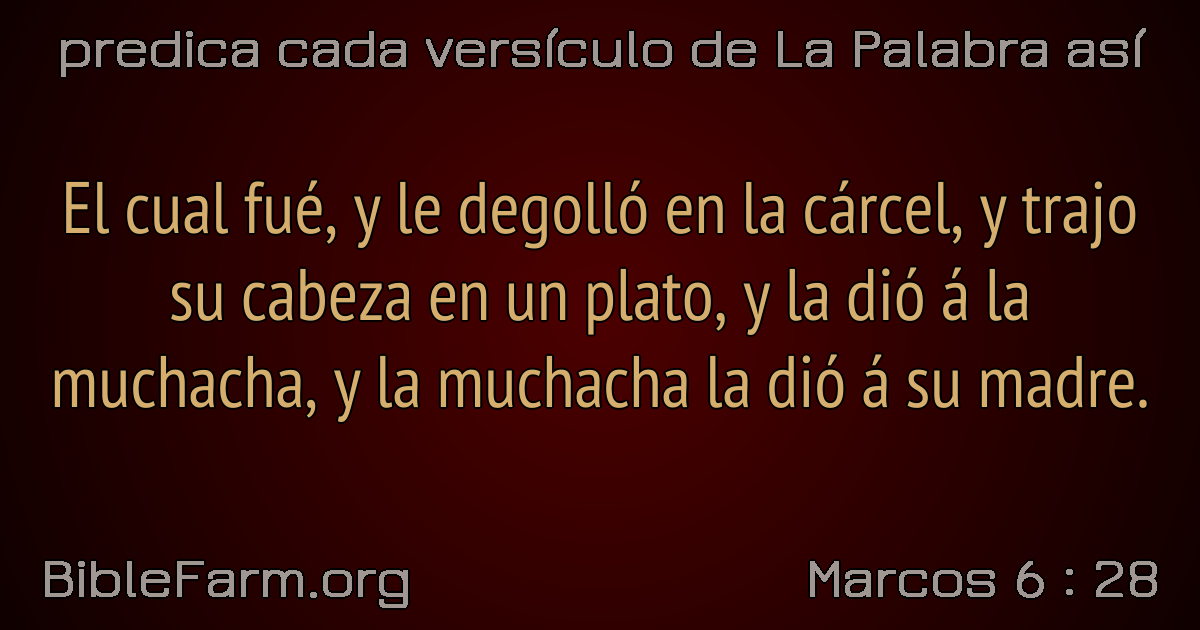 predica cada versículo de La Palabra así
El cual fué, y le degolló en la cárcel, y trajo
su cabeza en un plato, y la dió á la
muchacha, y la muchacha la dió á su madre.
BibleFarm.org
Marcos 6 : 28